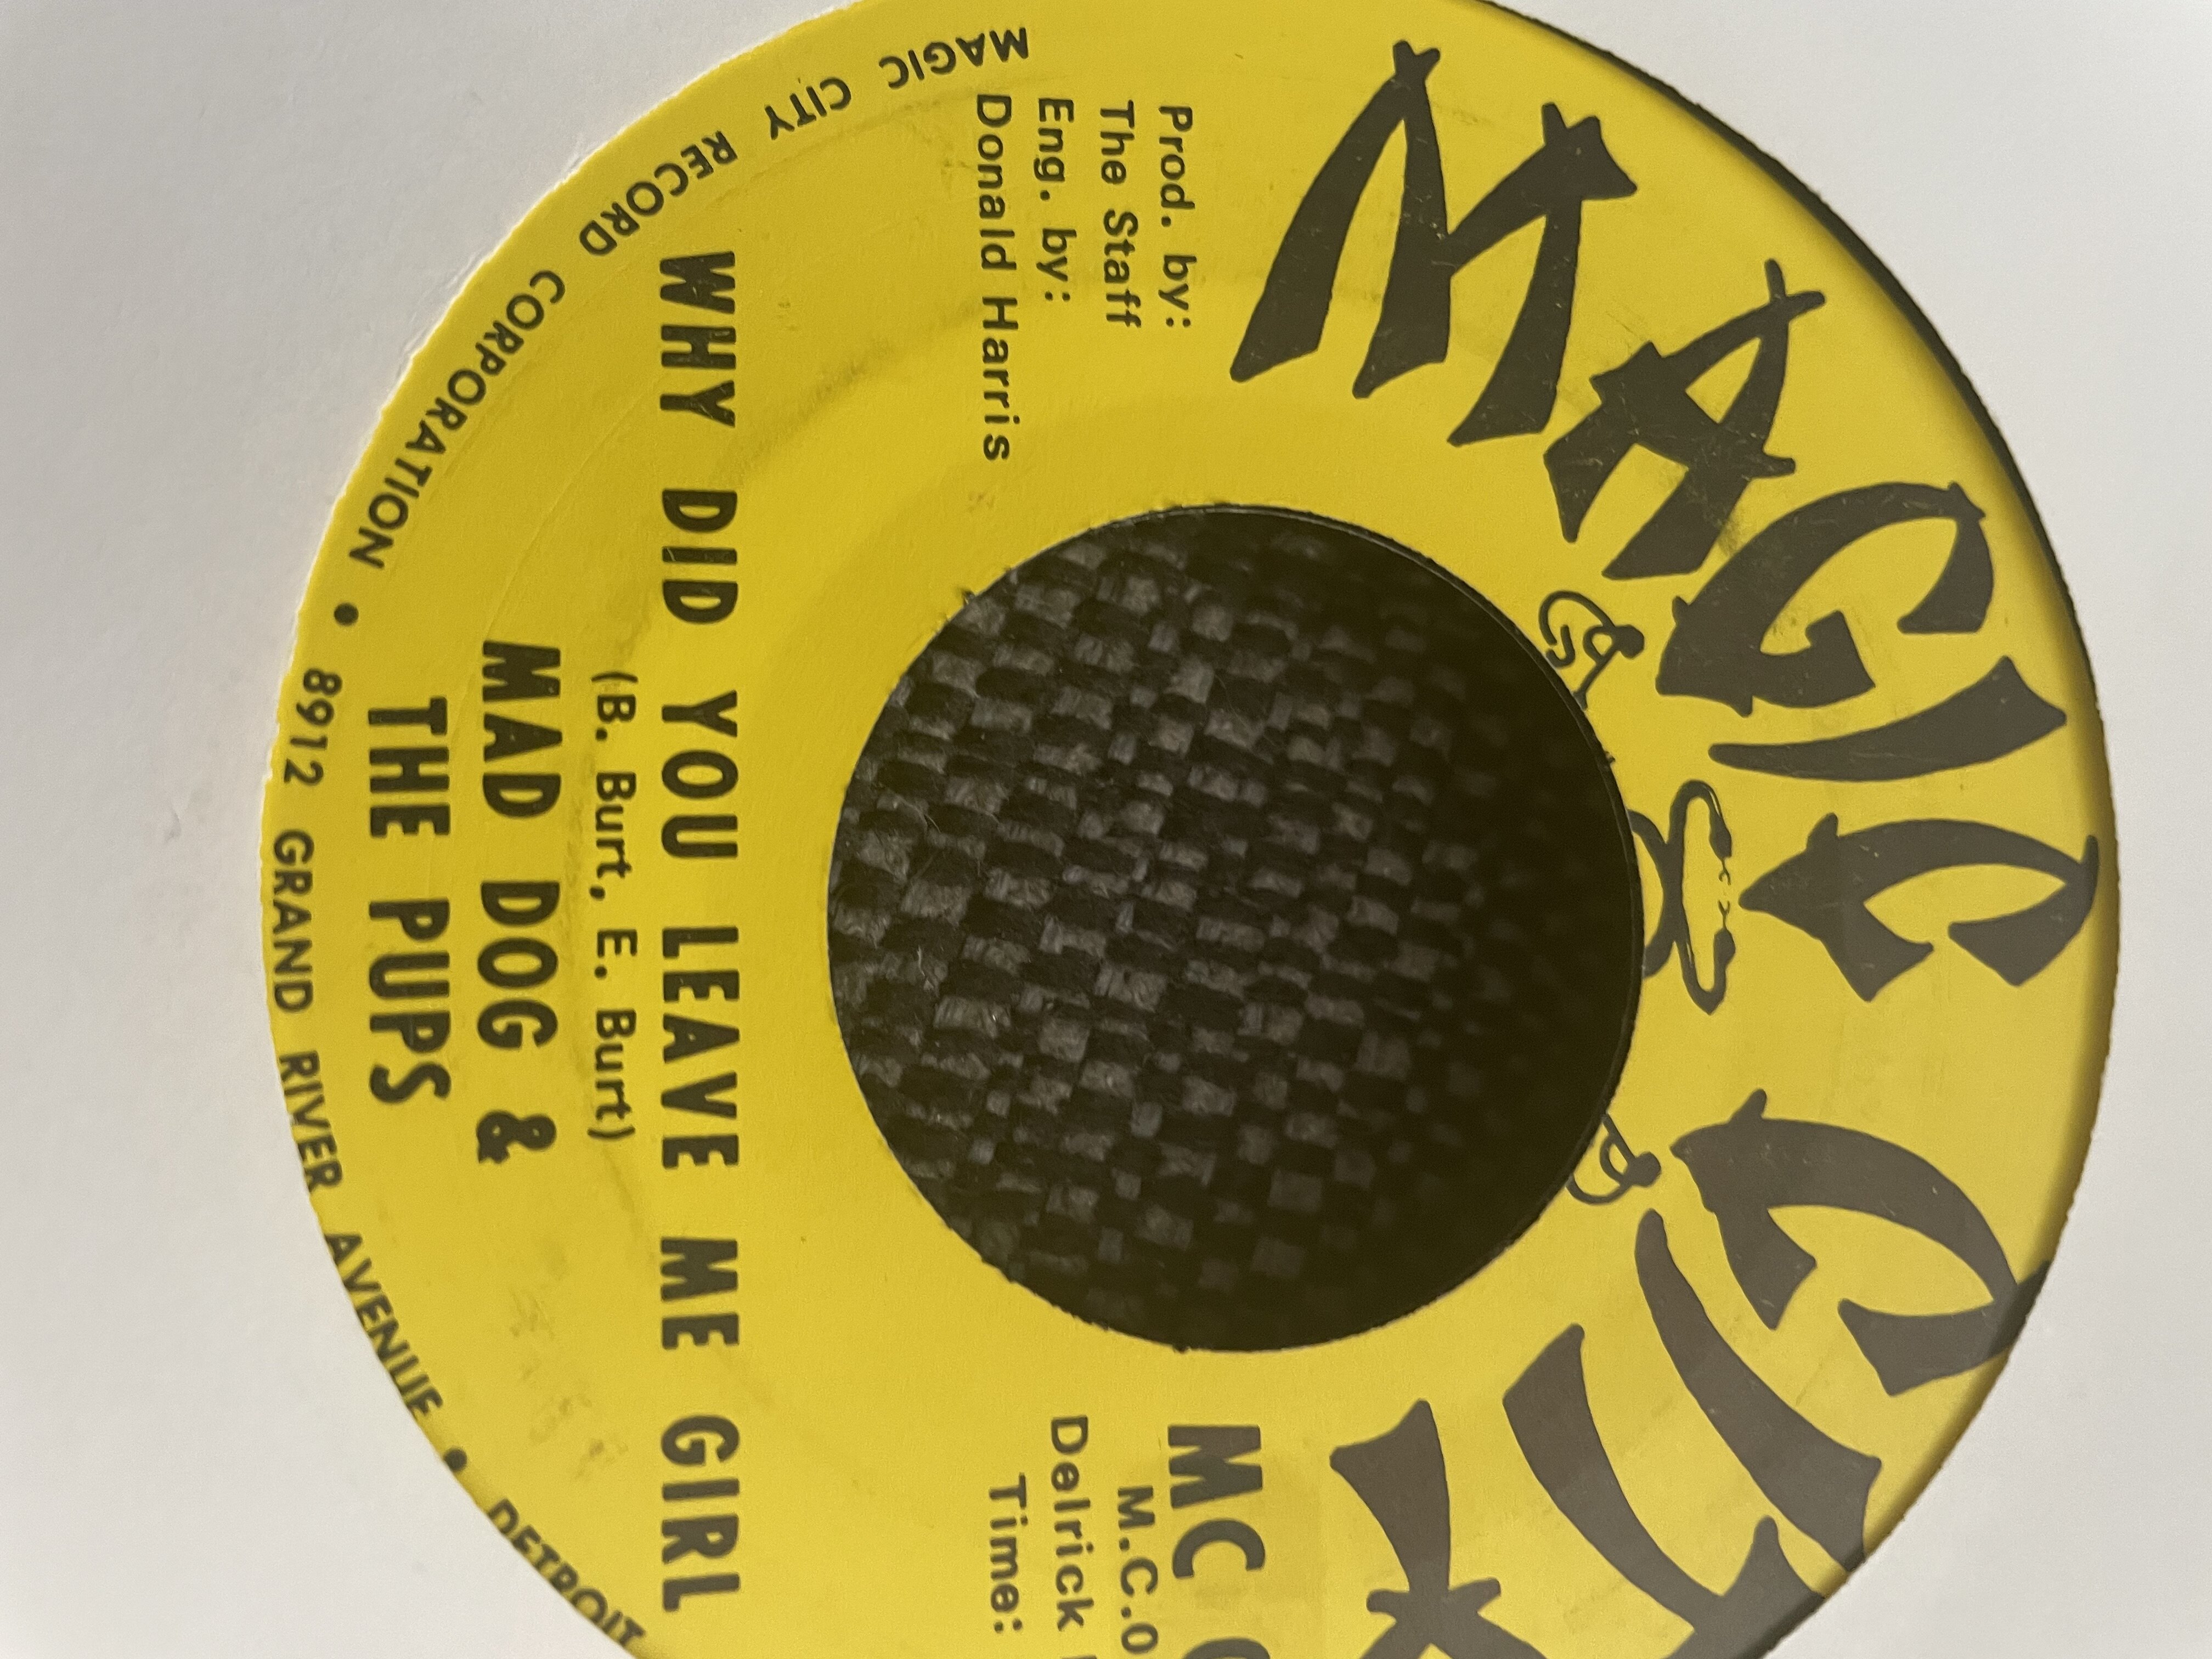 MAGIC CITY
Prod. by:
The Staff
Eng. by:
Donald Harris
MC
M.C.0
Delrick
Time:
WHY DID YOU LEAVE ME GIRL
(B. Burt, E. Burt)
MAD DOG &
THE PUPS
MAGIC CITY RECORD CORPORATION • 8912 GRAND RIVER AVENUE • DETROIT